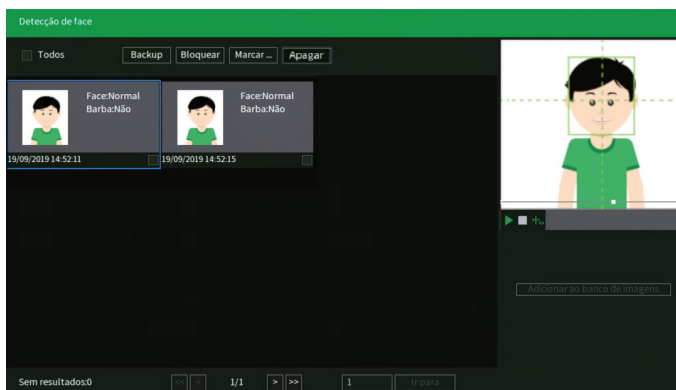 Detecção de face
Todos Backup Bloquear Marcar ... Apagar
Face:Normal
Barba:Não
19/09/2019 14:52:11
Face:Normal
Barba:Não
19/09/2019 14:52:15
Adicionar ao banco de imagens
Sem resultados:0 << < 1/1 > >> 1 Ir para